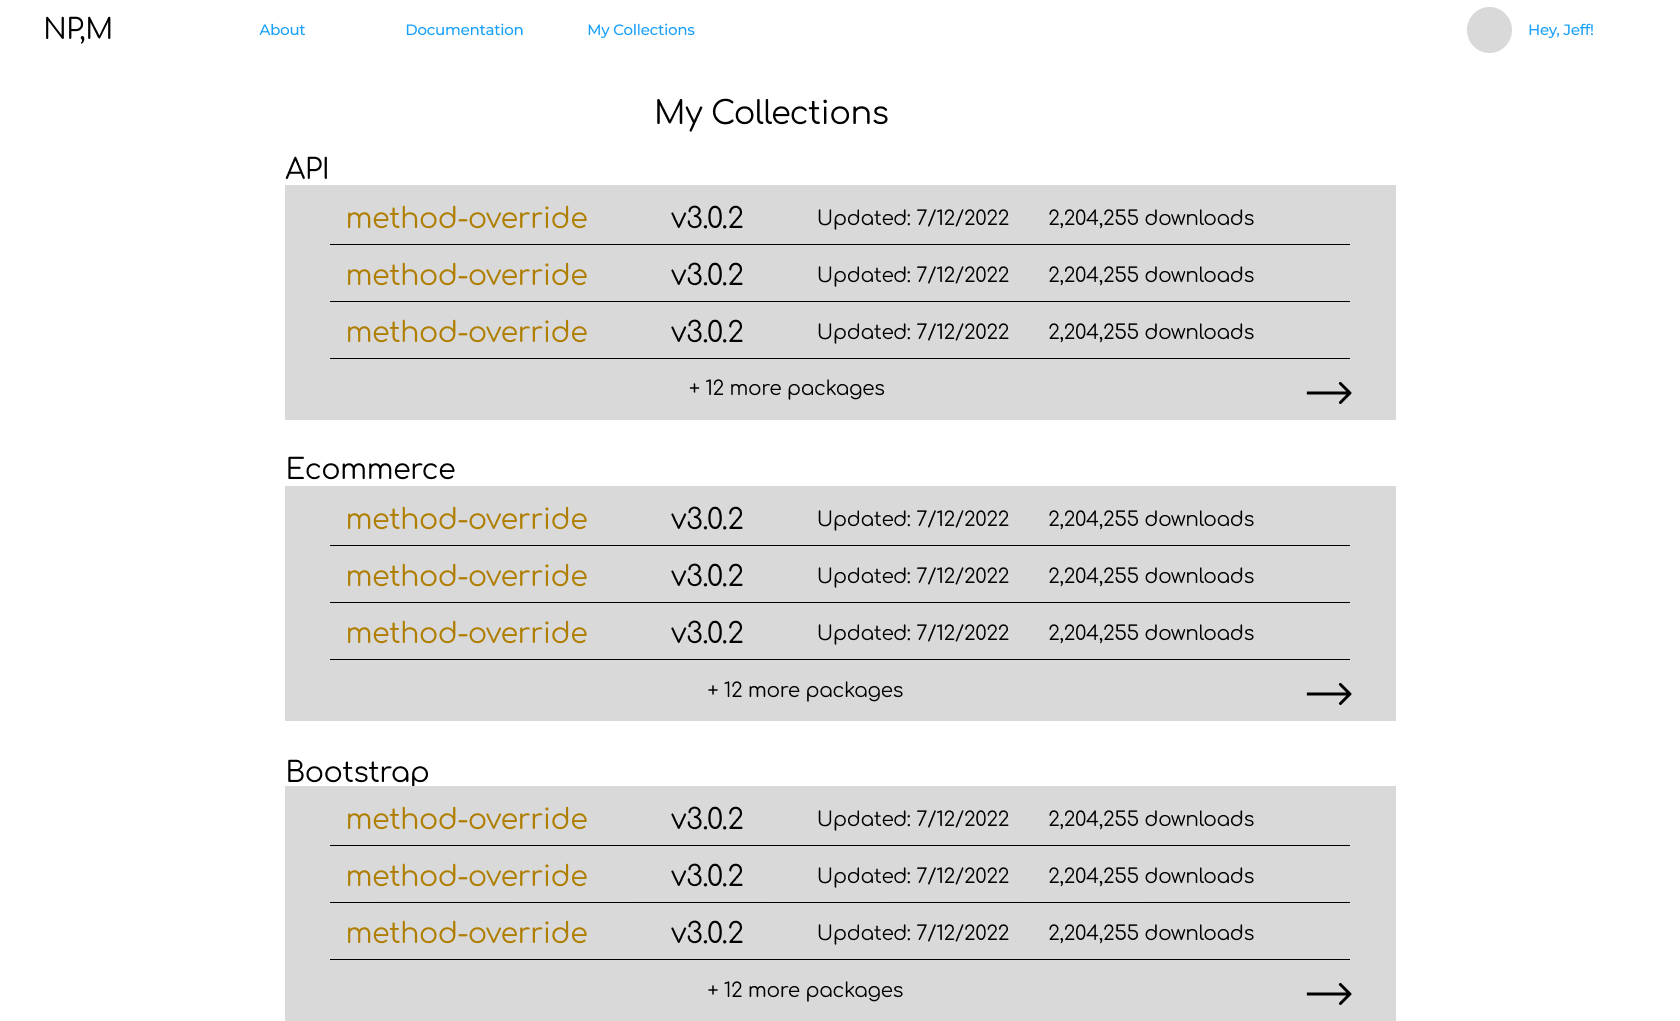 NP,M About Documentation My Collections Hey, Jeff!
My Collections
API
method-override v3.0.2 Updated: 7/12/2022 2,204,255 downloads
method-override v3.0.2 Updated: 7/12/2022 2,204,255 downloads
method-override v3.0.2 Updated: 7/12/2022 2,204,255 downloads
+ 12 more packages
Ecommerce
method-override v3.0.2 Updated: 7/12/2022 2,204,255 downloads
method-override v3.0.2 Updated: 7/12/2022 2,204,255 downloads
method-override v3.0.2 Updated: 7/12/2022 2,204,255 downloads
+ 12 more packages
Bootstrap
method-override v3.0.2 Updated: 7/12/2022 2,204,255 downloads
method-override v3.0.2 Updated: 7/12/2022 2,204,255 downloads
method-override v3.0.2 Updated: 7/12/2022 2,204,255 downloads
+ 12 more packages